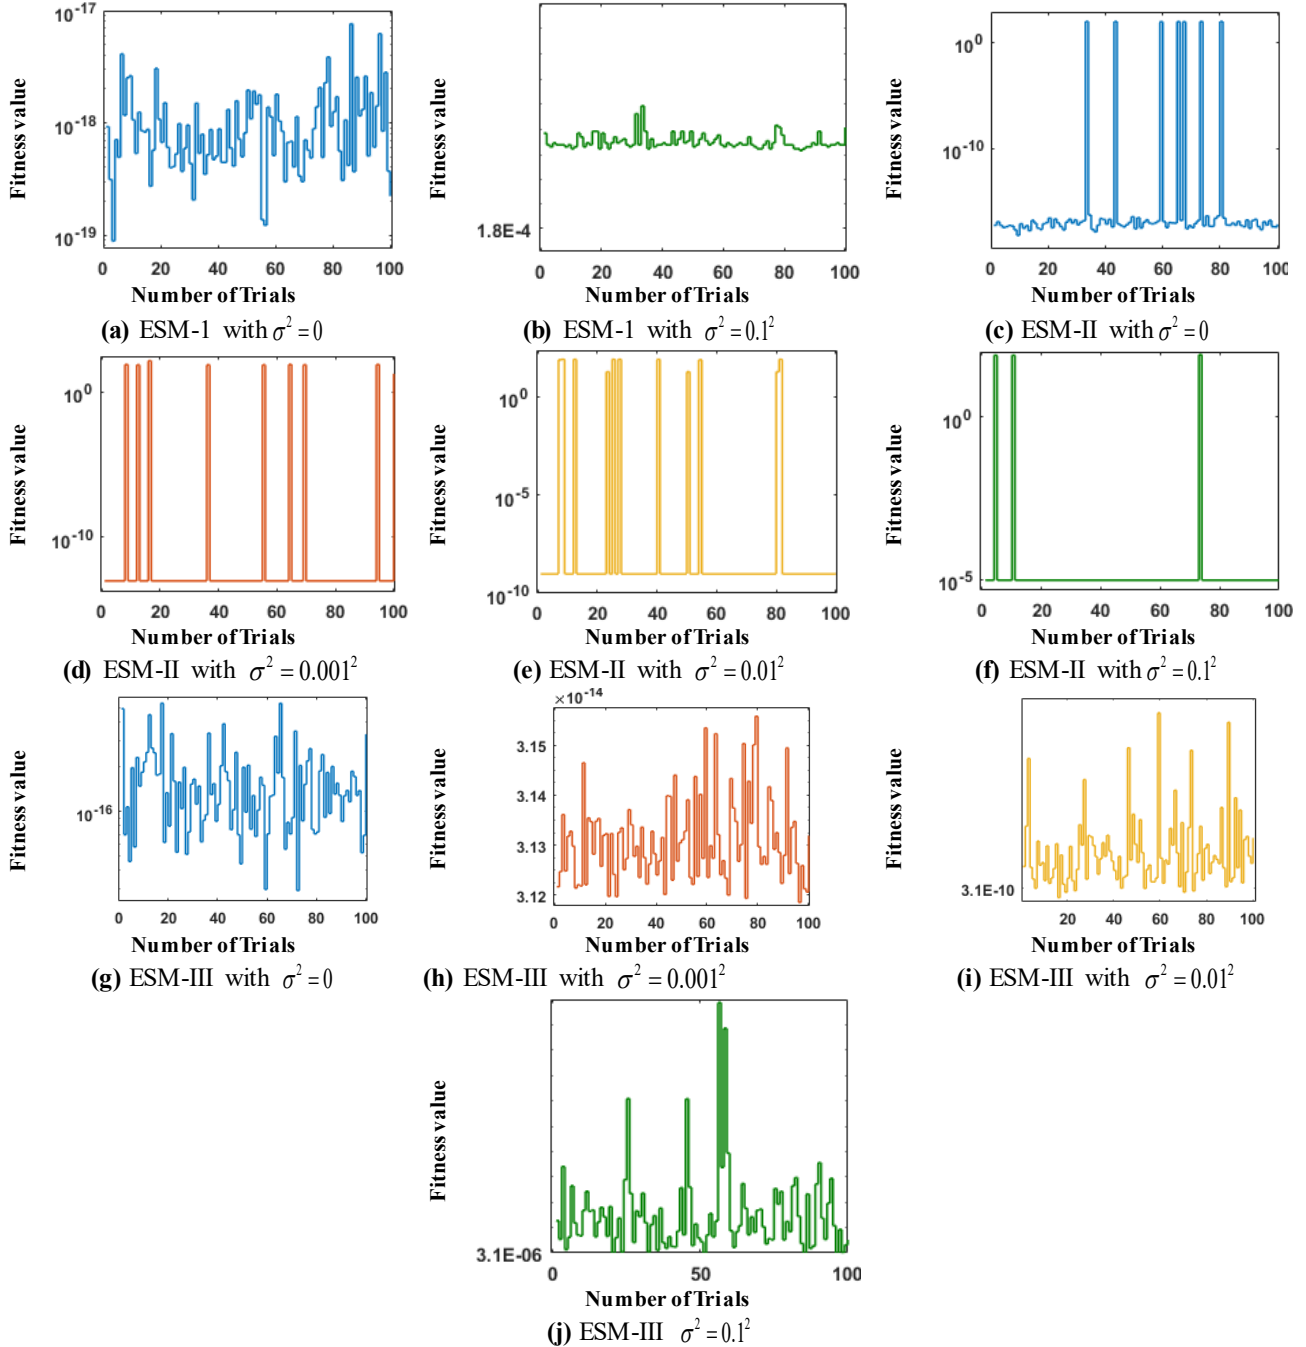 10^-17
10^-18
10^-19
Fitness value
0 20 40 60 80 100
Number of Trials
(a) ESM-1 with σ² = 0
1.8E-4
Fitness value
0 20 40 60 80 100
Number of Trials
(b) ESM-1 with σ² = 0.1²
10^0
10^-10
Fitness value
0 20 40 60 80 100
Number of Trials
(c) ESM-II with σ² = 0
10^0
10^-10
Fitness value
0 20 40 60 80 100
Number of Trials
(d) ESM-II with σ² = 0.001²
10^0
10^-5
10^-10
Fitness value
0 20 40 60 80 100
Number of Trials
(e) ESM-II with σ² = 0.01²
10^0
10^-5
Fitness value
0 20 40 60 80 100
Number of Trials
(f) ESM-II with σ² = 0.1²
10^-16
Fitness value
0 20 40 60 80 100
Number of Trials
(g) ESM-III with σ² = 0
×10^-14
3.15
3.14
3.13
3.12
Fitness value
0 20 40 60 80 100
Number of Trials
(h) ESM-III with σ² = 0.001²
3.1E-10
Fitness value
20 40 60 80 100
Number of Trials
(i) ESM-III with σ² = 0.01²
3.1E-06
Fitness value
0 50 100
Number of Trials
(j) ESM-III σ² = 0.1²